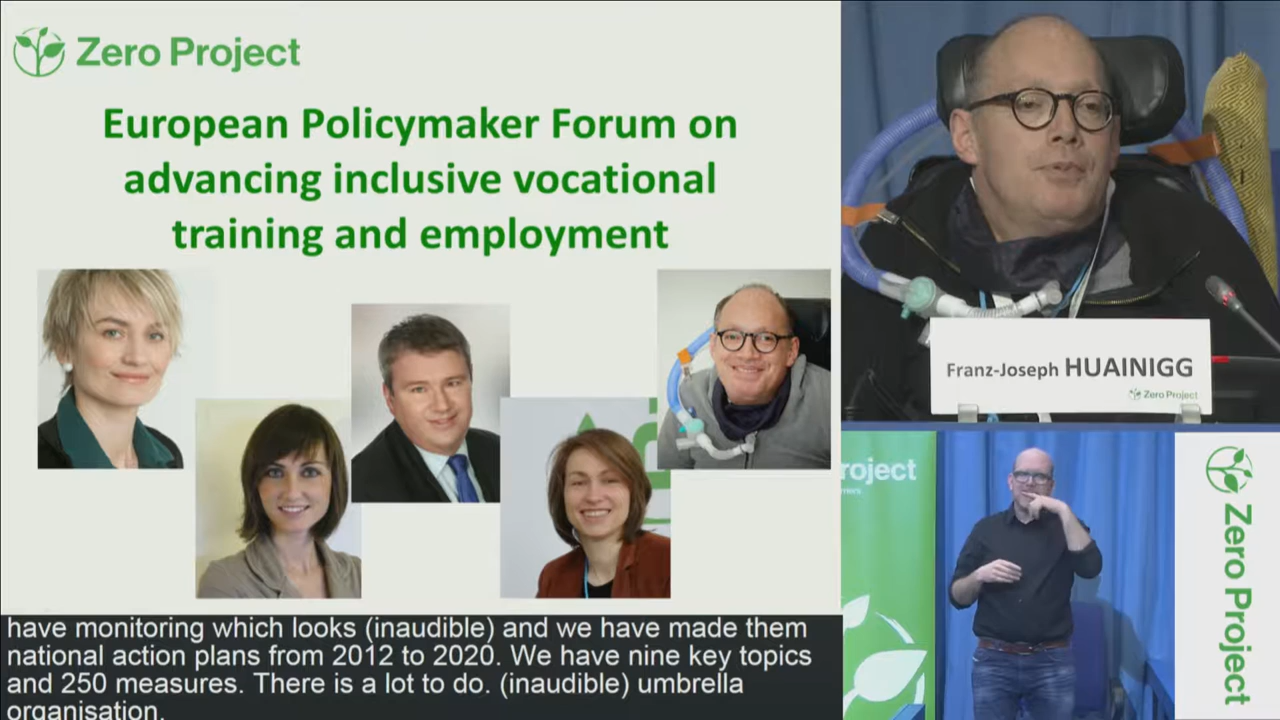 Zero Project
European Policymaker Forum on
advancing inclusive vocational
training and employment
Franz-Joseph HUAINIGG
Zero Project
have monitoring which looks (inaudible) and we have made them
national action plans from 2012 to 2020. We have nine key topics
and 250 measures. There is a lot to do. (inaudible) umbrella
organisation.
roject
Zero Project